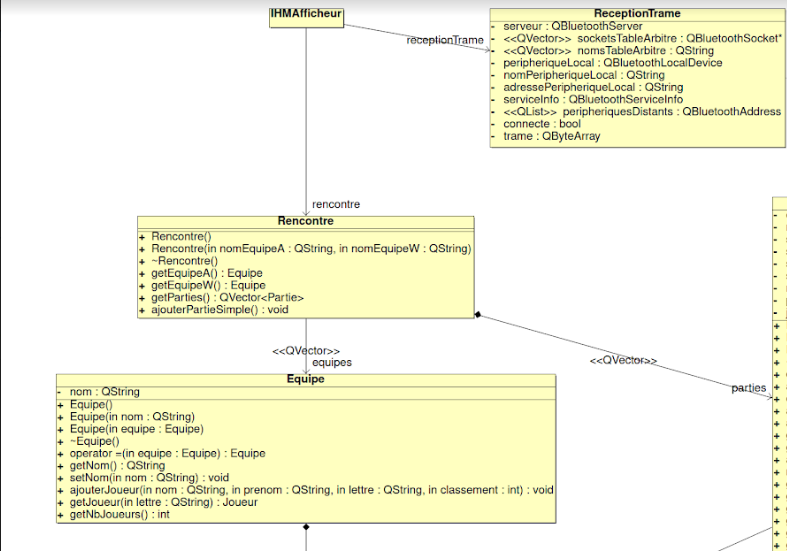 IHMAfficheur
ReceptionTrame
- serveur : QBluetoothServer
- <<QVector>> socketsTableArbitre : QBluetoothSocket*
- <<QVector>> nomsTableArbitre : QString
- peripheriqueLocal : QBluetoothLocalDevice
- nomPeripheriqueLocal : QString
- adressePeripheriqueLocal : QString
- serviceInfo : QBluetoothServiceInfo
- <<QList>> peripheriquesDistants : QBluetoothAddress
- connecte : bool
- trame : QByteArray
receptionTrame
rencontre
Rencontre
+ Rencontre()
+ Rencontre(in nomEquipeA : QString, in nomEquipeW : QString)
+ ~Rencontre()
+ getEquipeA() : Equipe
+ getEquipeW() : Equipe
+ getParties() : QVector<Partie>
+ ajouterPartieSimple() : void
<<QVector>>
equipes
<<QVector>>
parties
Equipe
- nom : QString
+ Equipe()
+ Equipe(in nom : QString)
+ Equipe(in equipe : Equipe)
+ ~Equipe()
+ operator =(in equipe : Equipe) : Equipe
+ getNom() : QString
+ setNom(in nom : QString) : void
+ ajouterJoueur(in nom : QString, in prenom : QString, in lettre : QString, in classement : int) : void
+ getJoueur(in lettre : QString) : Joueur
+ getNbJoueurs() : int